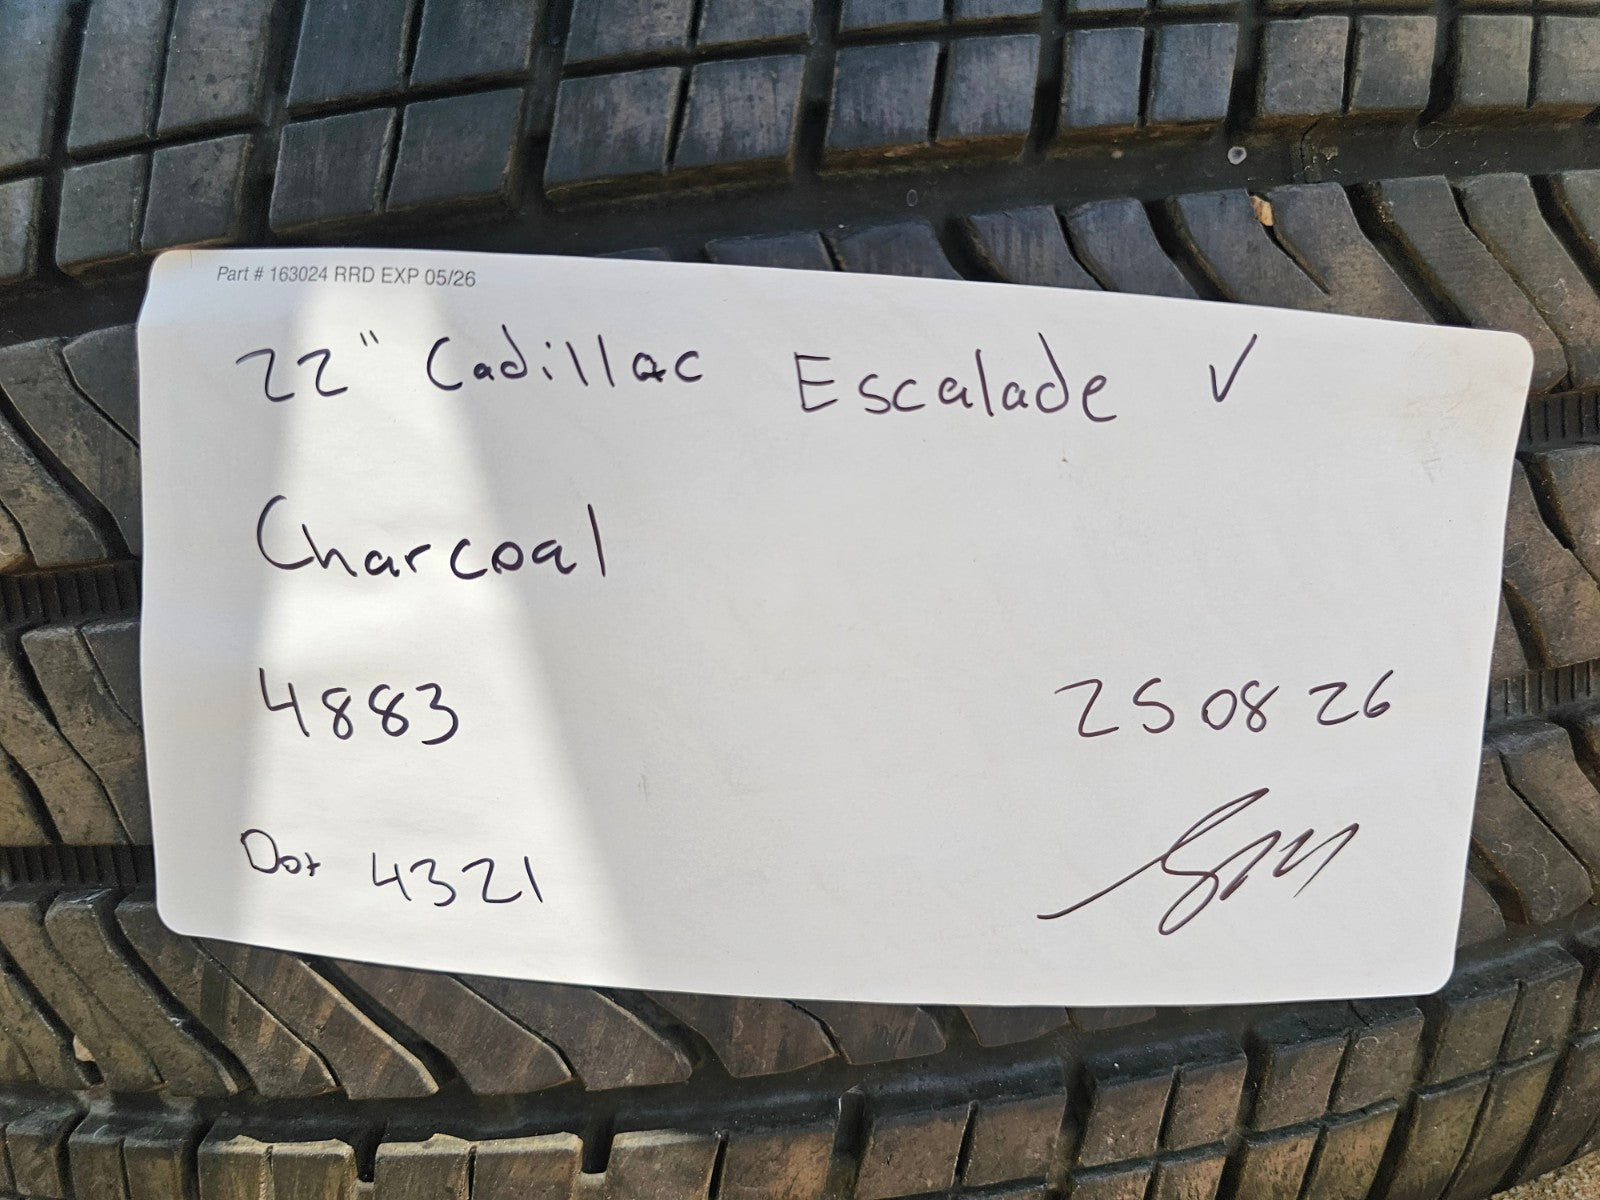 Part # 163024 RRD EXP 05/26
22" Cadillac Escalade ✓
Charcoal
4883 250826
Dot 4321